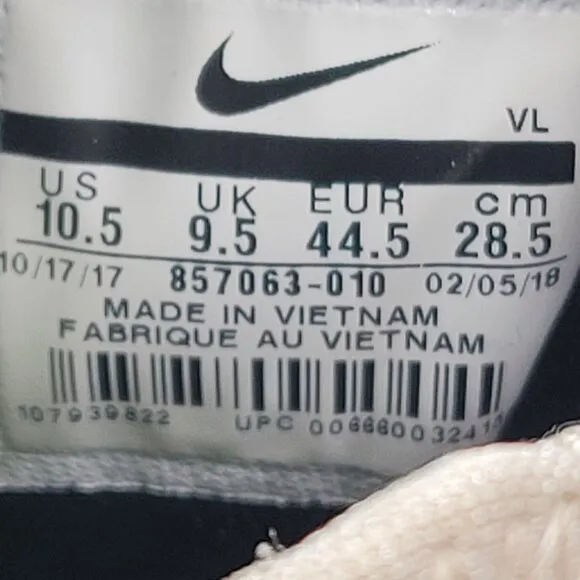 VL
US UK EUR cm
10.5 9.5 44.5 28.5
10/17/17 857063-010 02/05/18
MADE IN VIETNAM
FABRIQUE AU VIETNAM
107939822 UPC